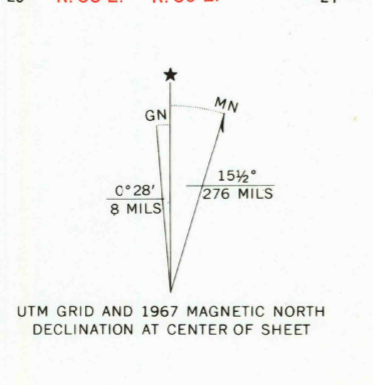 GN
MN
0°28'
8 MILS
15½°
276 MILS
UTM GRID AND 1967 MAGNETIC NORTH
DECLINATION AT CENTER OF SHEET